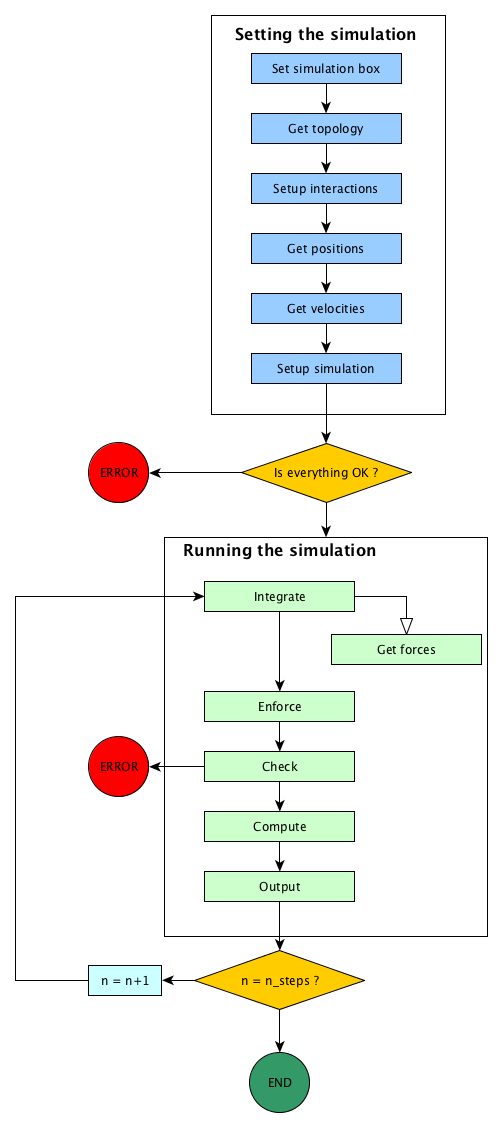 Setting the simulation
Set simulation box
Get topology
Setup interactions
Get positions
Get velocities
Setup simulation
ERROR
Is everything OK ?
Running the simulation
Integrate
Get forces
Enforce
ERROR
Check
Compute
Output
n = n+1
n = n_steps ?
END